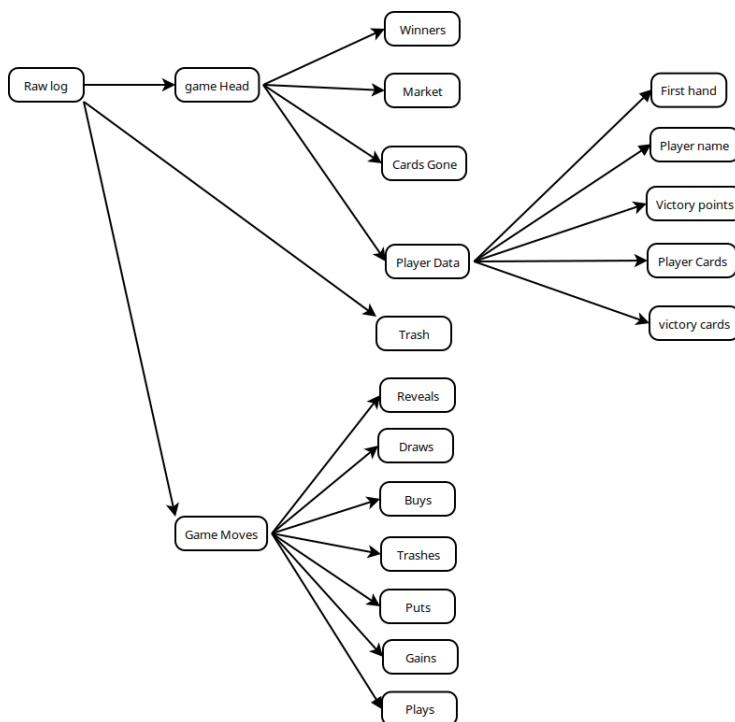 Raw log
game Head
Winners
Market
Cards Gone
Player Data
First hand
Player name
Victory points
Player Cards
victory cards
Trash
Game Moves
Reveals
Draws
Buys
Trashes
Puts
Gains
Plays